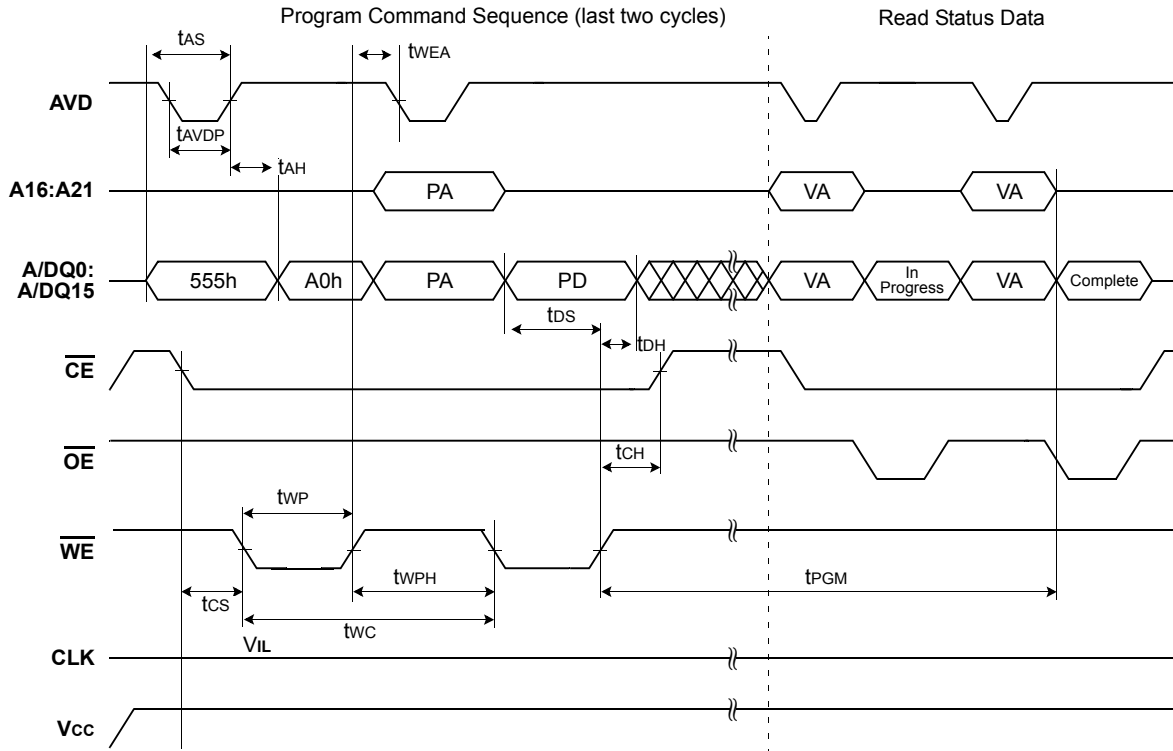 Program Command Sequence (last two cycles) Read Status Data
tAS
tWEA
AVD
tAVDP
tAH
A16:A21 PA VA VA
A/DQ0:
A/DQ15
555h A0h PA PD VA In Progress VA Complete
tDS
tDH
CE
OE
tCH
tWP
WE
tWPH
tPGM
tCS
tWC
VIL
CLK
VCC